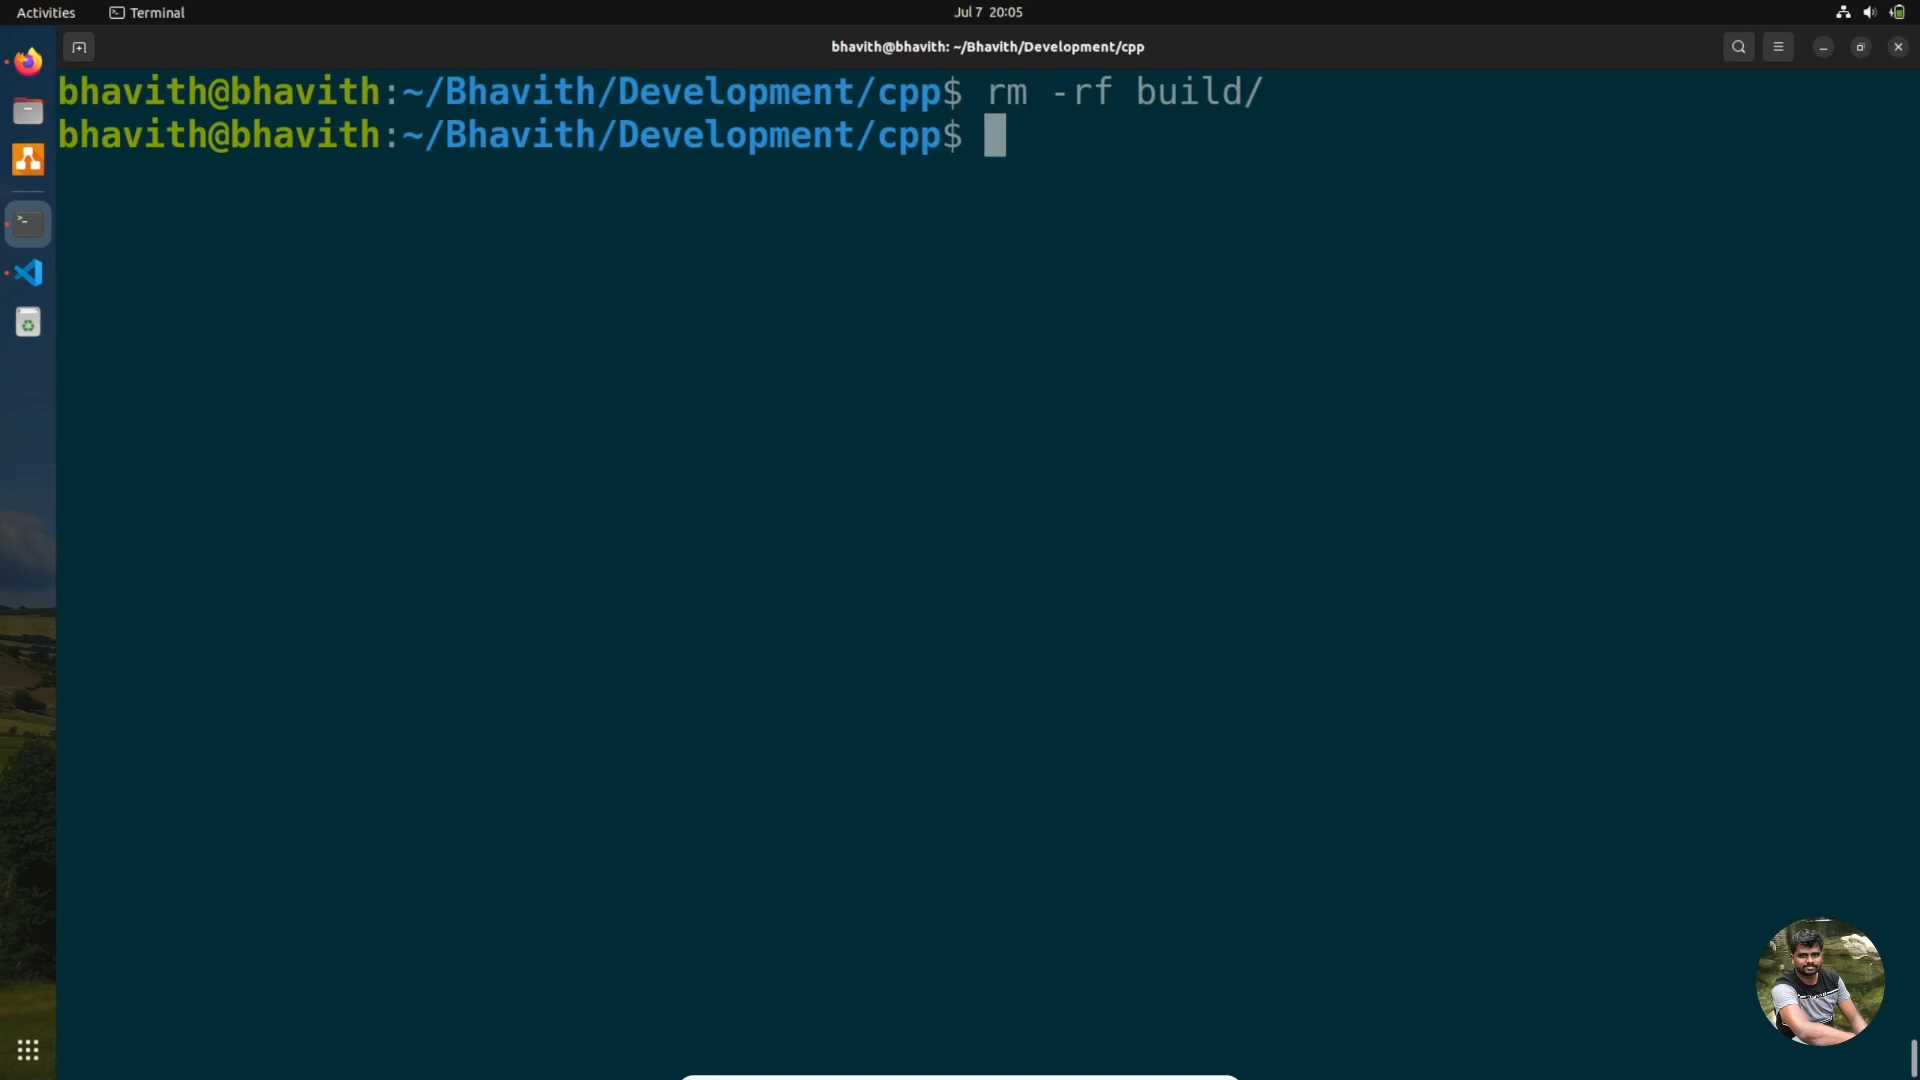 Activities Terminal Jul 7 20:05
bhavith@bhavith: ~/Bhavith/Development/cpp
bhavith@bhavith:~/Bhavith/Development/cpp$ rm -rf build/
bhavith@bhavith:~/Bhavith/Development/cpp$